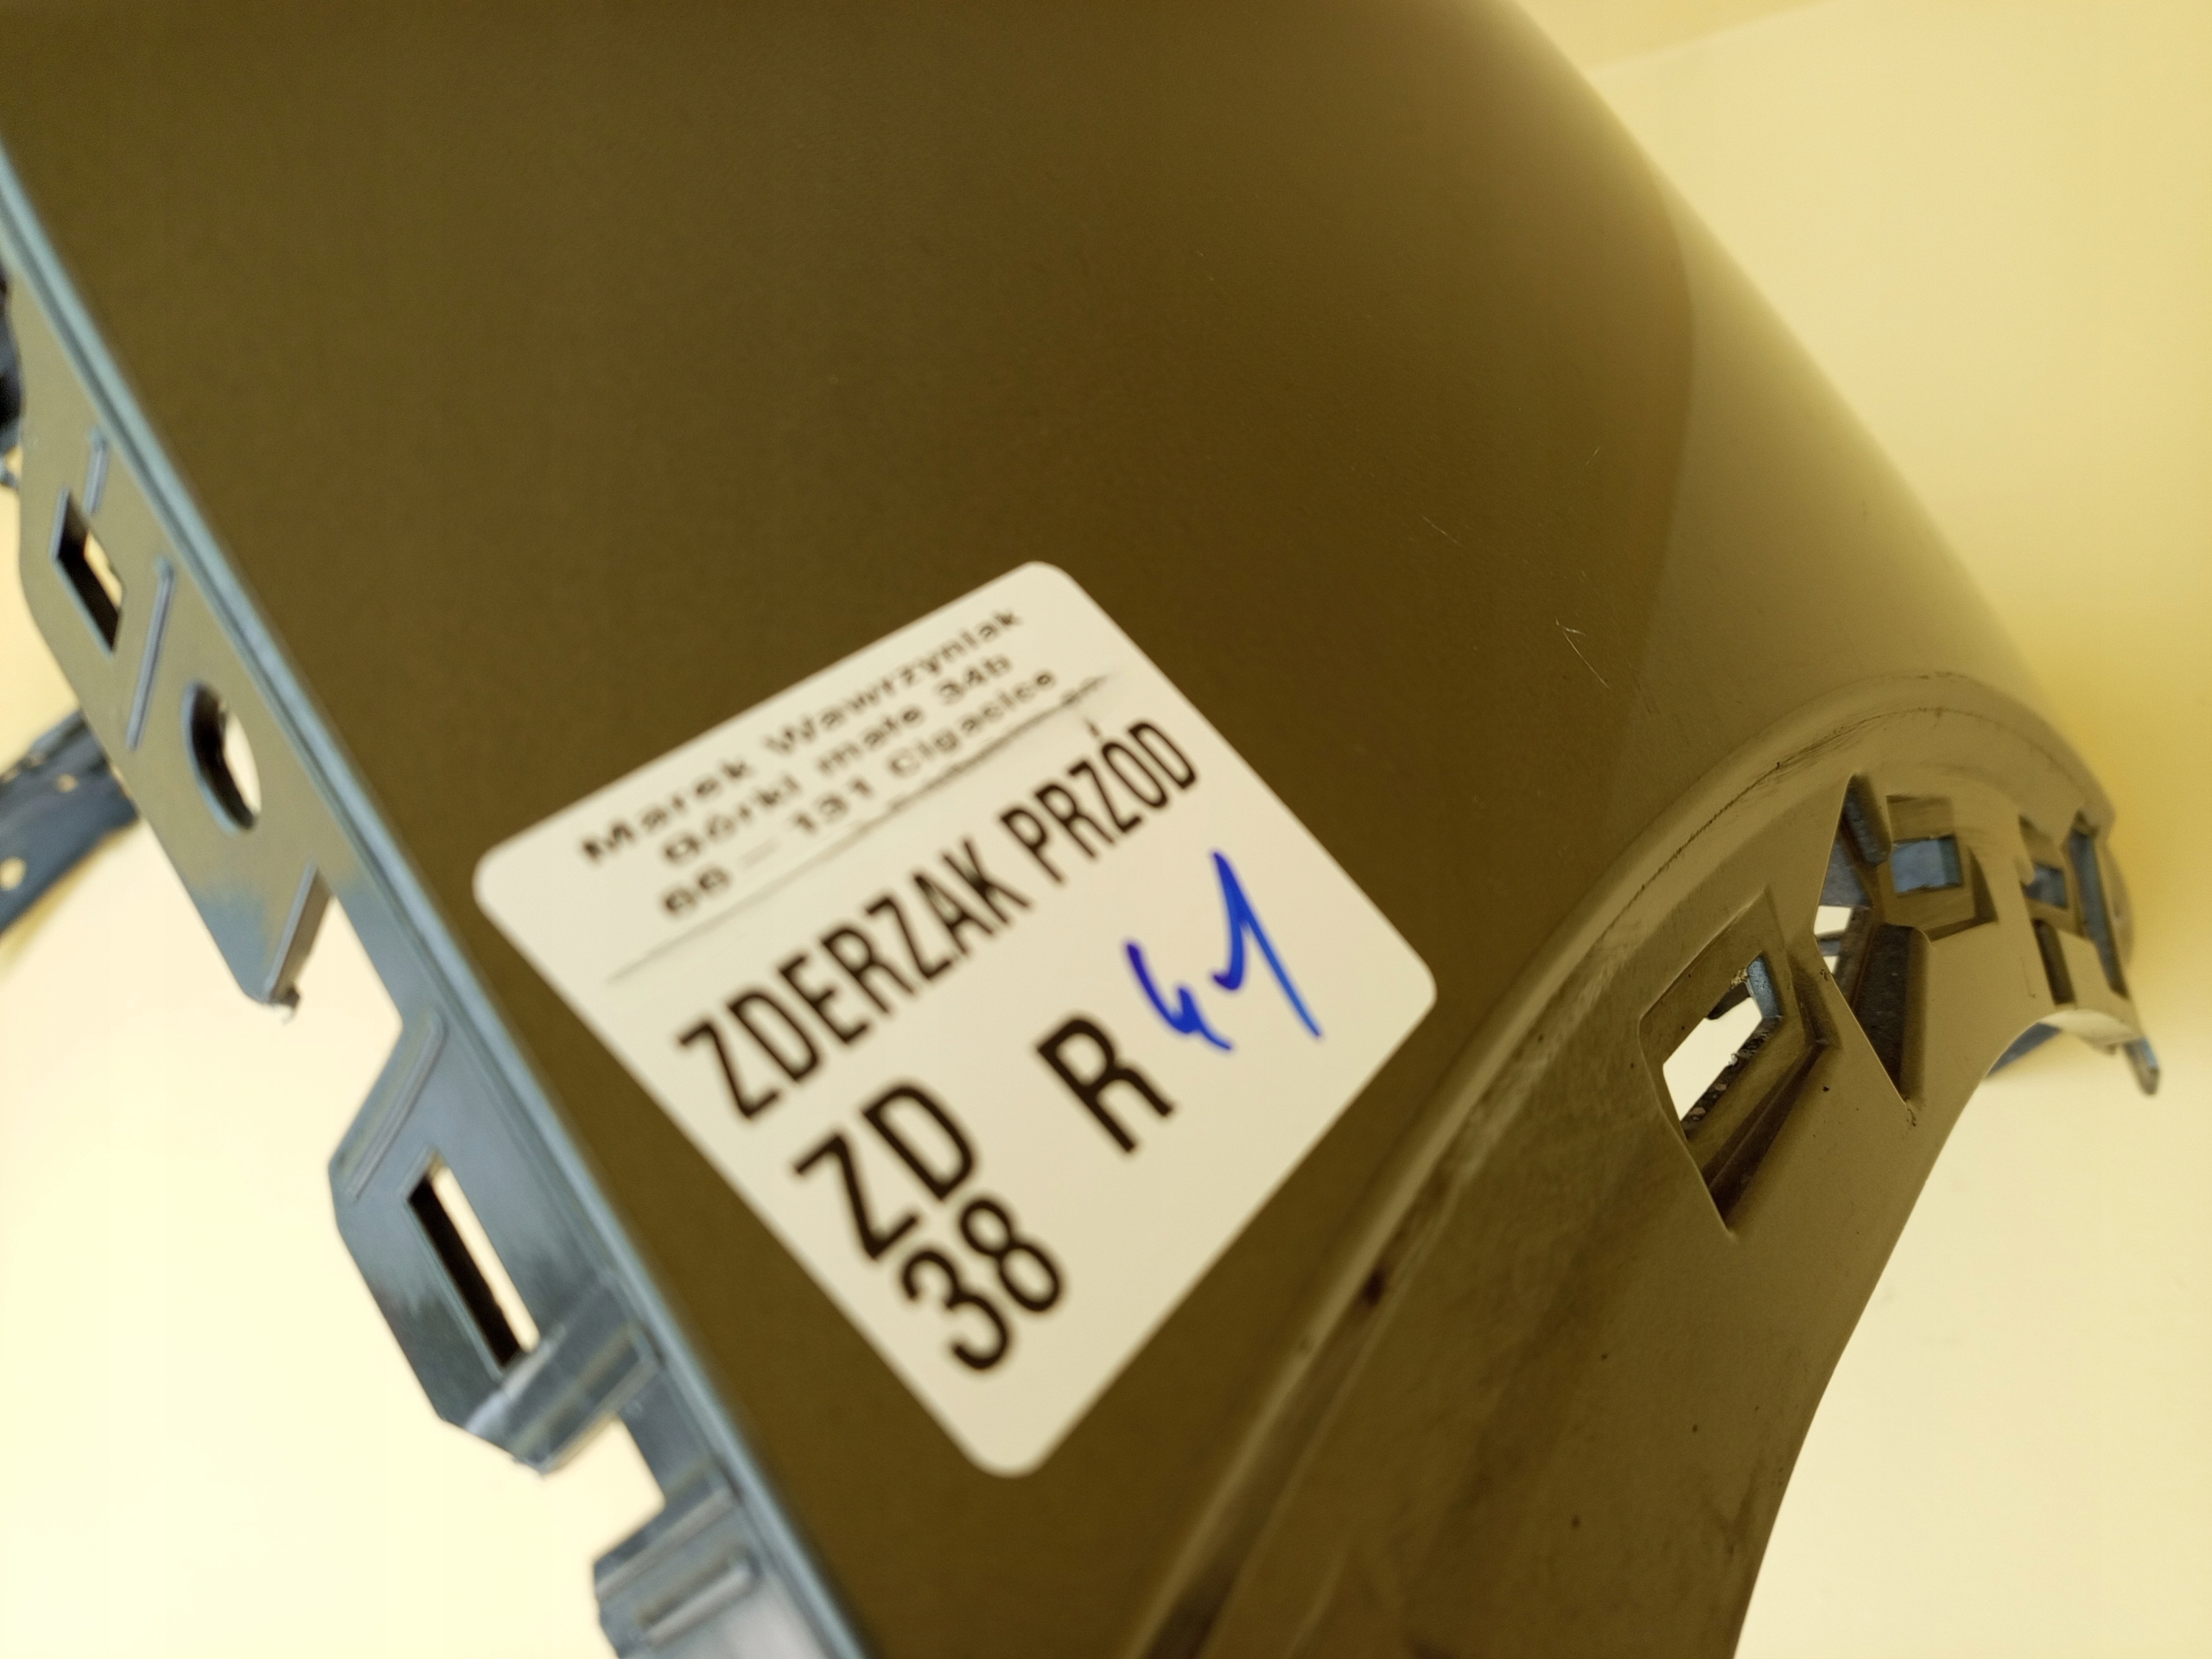 Marek Wawrzyniak
Górki małe 34b
66 - 131 Cigacice
ZDERZAK PRZÓD
ZD R 41
38